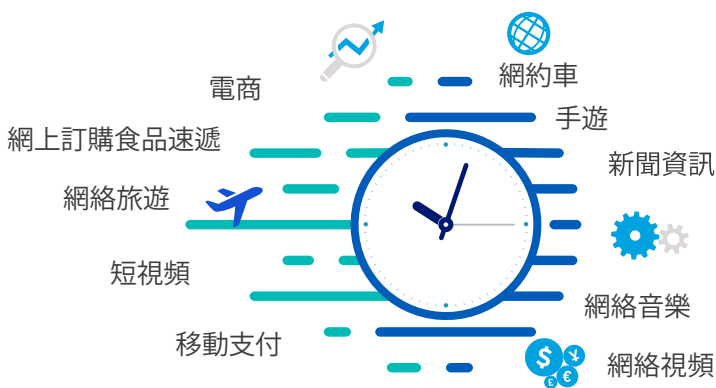 電商
網約車
手遊
網上訂購食品速遞
新聞資訊
網絡旅遊
短視頻
網絡音樂
移動支付
網絡視頻
$
¥
€
£